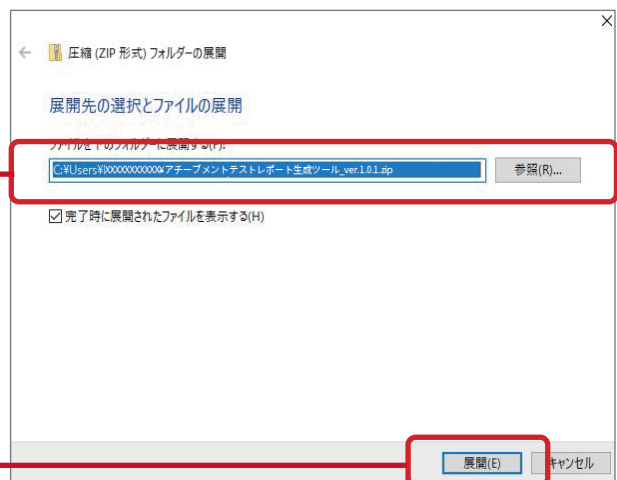 圧縮 (ZIP 形式) フォルダーの展開
展開先の選択とファイルの展開
ファイルを下のフォルダーに展開する(F):
C:¥Users¥XXXXXXXXXXX¥アチーブメントテストレポート生成ツール_ver.1.0.1.zip
参照(R)...
完了時に展開されたファイルを表示する(H)
展開(E)
キャンセル